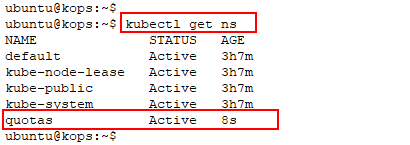 ubuntu@kops:~$
ubuntu@kops:~$ kubectl get ns
NAME              STATUS   AGE
default           Active   3h7m
kube-node-lease   Active   3h7m
kube-public       Active   3h7m
kube-system       Active   3h7m
quotas            Active   8s
ubuntu@kops:~$